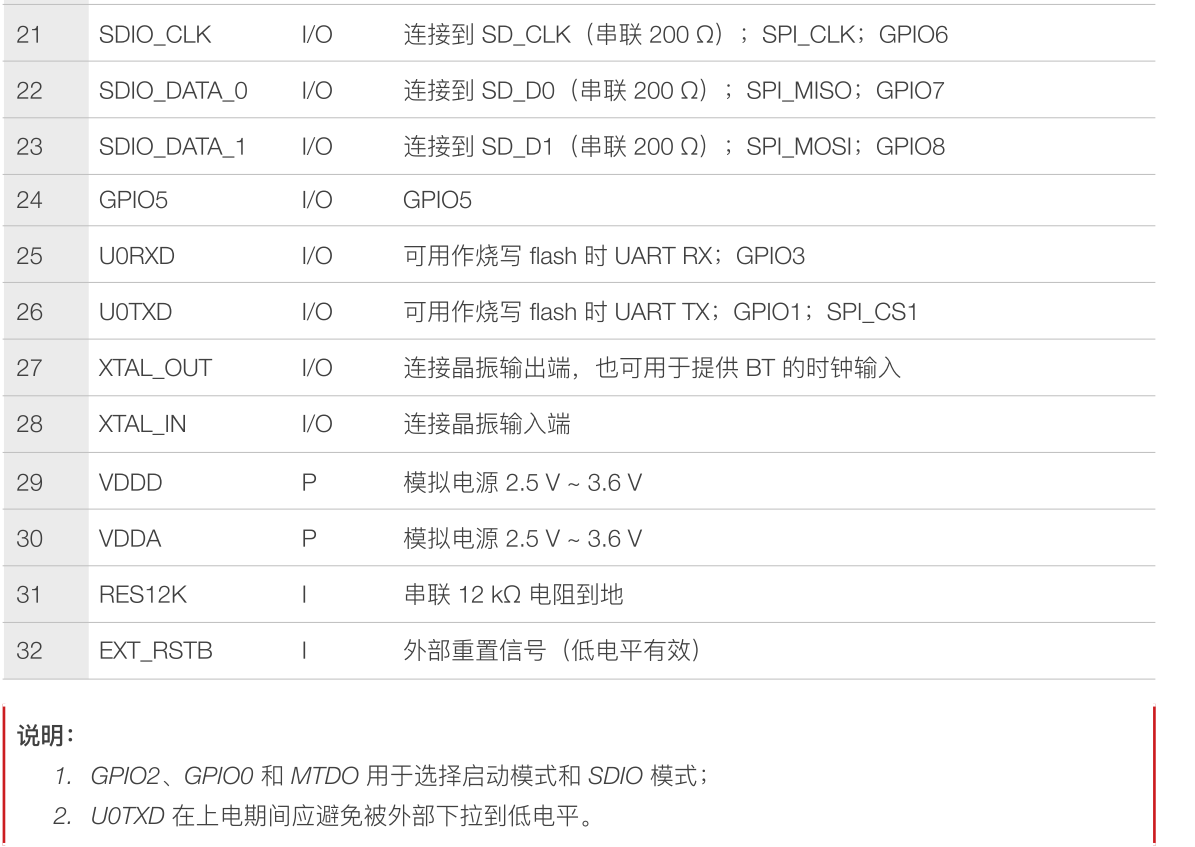 21 SDIO_CLK I/O 连接到 SD_CLK（串联 200 Ω）；SPI_CLK；GPIO6
22 SDIO_DATA_0 I/O 连接到 SD_D0（串联 200 Ω）；SPI_MISO；GPIO7
23 SDIO_DATA_1 I/O 连接到 SD_D1（串联 200 Ω）；SPI_MOSI；GPIO8
24 GPIO5 I/O GPIO5
25 U0RXD I/O 可用作烧写 flash 时 UART RX；GPIO3
26 U0TXD I/O 可用作烧写 flash 时 UART TX；GPIO1；SPI_CS1
27 XTAL_OUT I/O 连接晶振输出端，也可用于提供 BT 的时钟输入
28 XTAL_IN I/O 连接晶振输入端
29 VDDD P 模拟电源 2.5 V ~ 3.6 V
30 VDDA P 模拟电源 2.5 V ~ 3.6 V
31 RES12K I 串联 12 kΩ 电阻到地
32 EXT_RSTB I 外部重置信号（低电平有效）
说明：
1. GPIO2、GPIO0 和 MTDO 用于选择启动模式和 SDIO 模式；
2. U0TXD 在上电期间应避免被外部下拉到低电平。